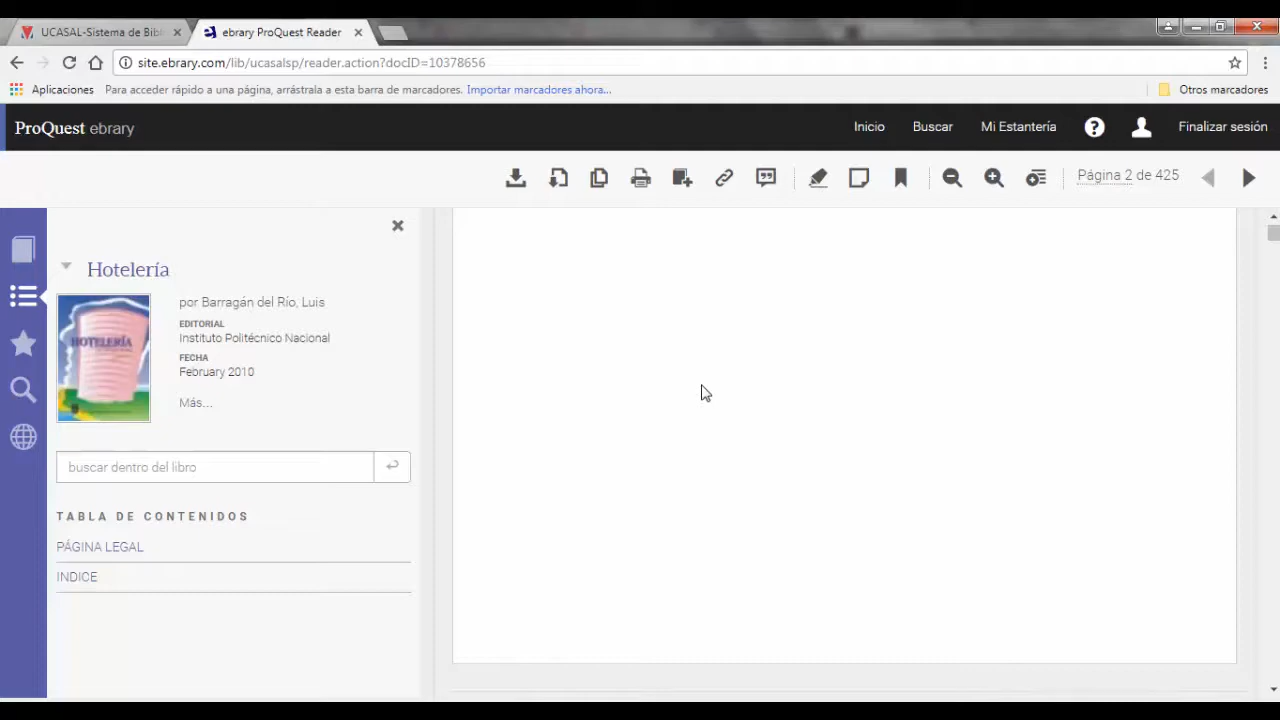 UCASAL-Sistema de Bibl
ebrary ProQuest Reader
site.ebrary.com/lib/ucasalsp/reader.action?docID=10378656
Aplicaciones Para acceder rápido a una página, arrástrala a esta barra de marcadores. Importar marcadores ahora... Otros marcadores
ProQuest ebrary
Inicio Buscar Mi Estantería ? Finalizar sesión
Página 2 de 425
Hotelería
HOTELERÍA
por Barragán del Río, Luis
EDITORIAL
Instituto Politécnico Nacional
FECHA
February 2010
Más...
buscar dentro del libro
TABLA DE CONTENIDOS
PÁGINA LEGAL
INDICE